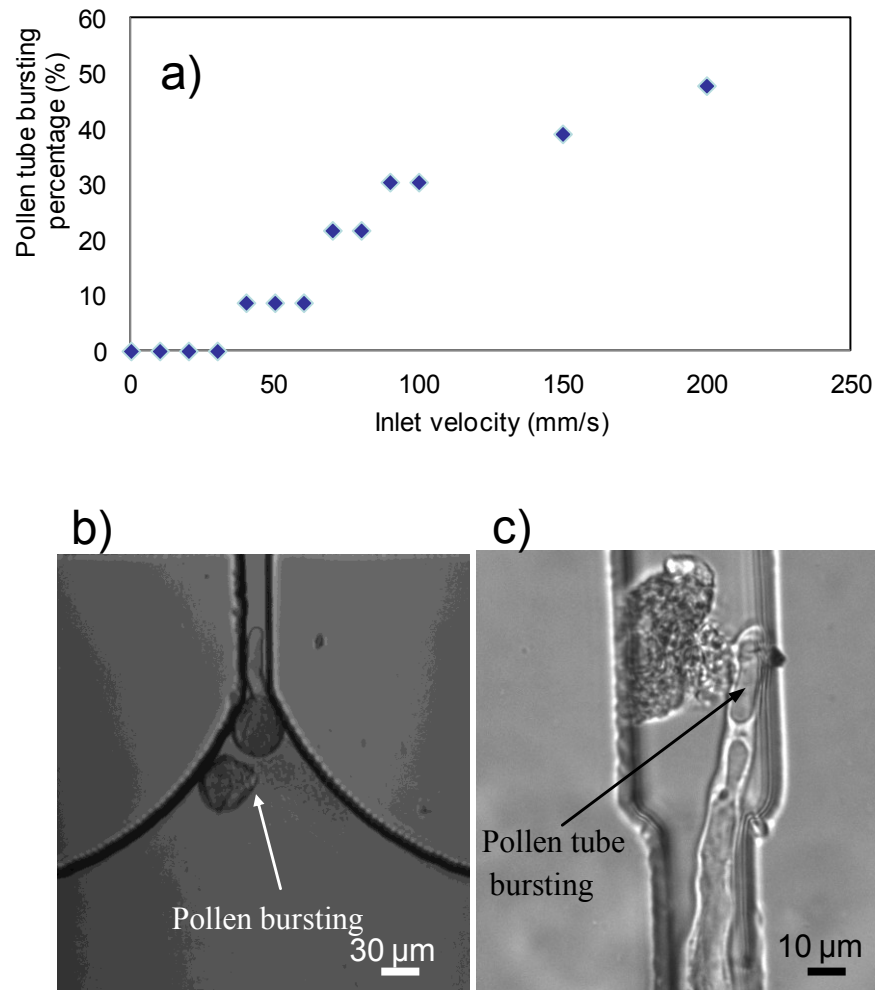 a)
Pollen tube bursting
percentage (%)
60
50
40
30
20
10
0
0 50 100 150 200 250
Inlet velocity (mm/s)
b)
Pollen bursting
30 µm
c)
Pollen tube
bursting
10 µm